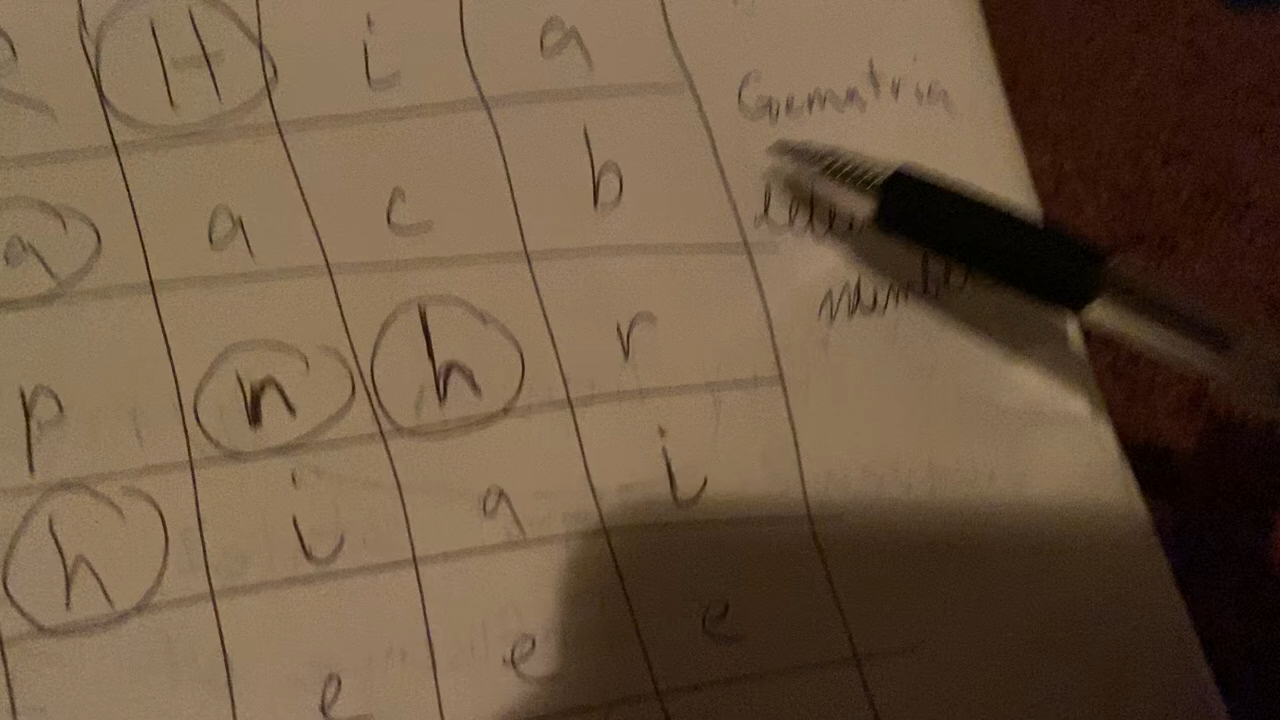 H i a
Gematria
a a c b
p n h r
h i a i
e e e